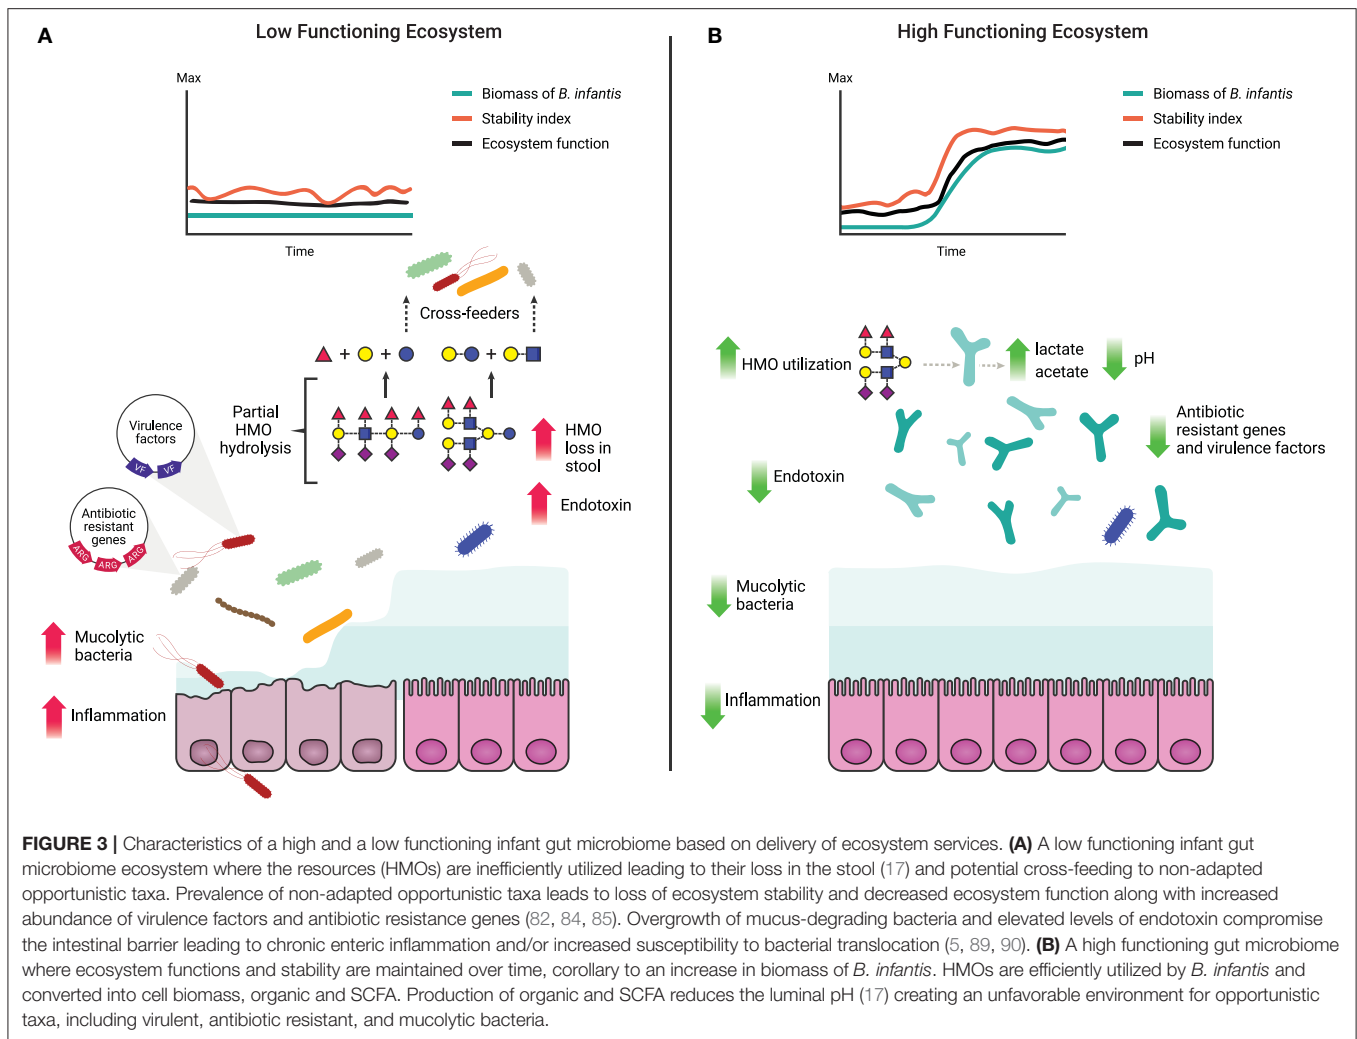 A
Low Functioning Ecosystem
Max
Biomass of B. infantis
Stability index
Ecosystem function
Time
Cross-feeders
+
+
+
Partial
HMO
hydrolysis
HMO
loss in
stool
Endotoxin
Virulence
factors
VF
VF
Antibiotic
resistant
genes
ARG
ARG
ARG
Mucolytic
bacteria
Inflammation
B
High Functioning Ecosystem
Max
Biomass of B. infantis
Stability index
Ecosystem function
Time
HMO utilization
lactate
acetate
pH
Antibiotic
resistant genes
and virulence factors
Endotoxin
Mucolytic
bacteria
Inflammation
FIGURE 3 | Characteristics of a high and a low functioning infant gut microbiome based on delivery of ecosystem services. (A) A low functioning infant gut
microbiome ecosystem where the resources (HMOs) are inefficiently utilized leading to their loss in the stool (17) and potential cross-feeding to non-adapted
opportunistic taxa. Prevalence of non-adapted opportunistic taxa leads to loss of ecosystem stability and decreased ecosystem function along with increased
abundance of virulence factors and antibiotic resistance genes (82, 84, 85). Overgrowth of mucus-degrading bacteria and elevated levels of endotoxin compromise
the intestinal barrier leading to chronic enteric inflammation and/or increased susceptibility to bacterial translocation (5, 89, 90). (B) A high functioning gut microbiome
where ecosystem functions and stability are maintained over time, corollary to an increase in biomass of B. infantis. HMOs are efficiently utilized by B. infantis and
converted into cell biomass, organic and SCFA. Production of organic and SCFA reduces the luminal pH (17) creating an unfavorable environment for opportunistic
taxa, including virulent, antibiotic resistant, and mucolytic bacteria.